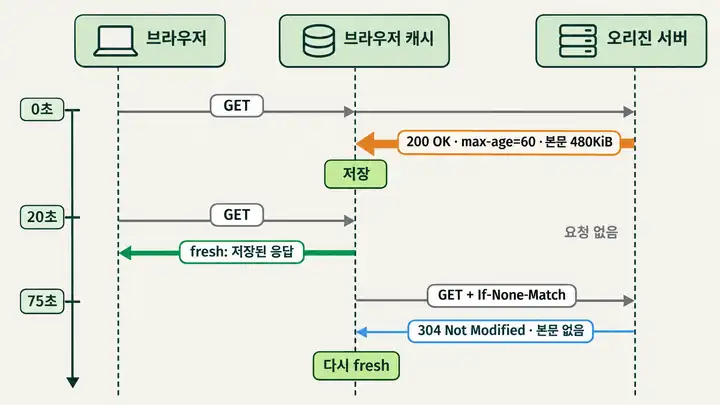 브라우저
브라우저 캐시
오리진 서버
0초
GET
200 OK · max-age=60 · 본문 480KiB
저장
20초
GET
요청 없음
fresh: 저장된 응답
75초
GET + If-None-Match
304 Not Modified · 본문 없음
다시 fresh